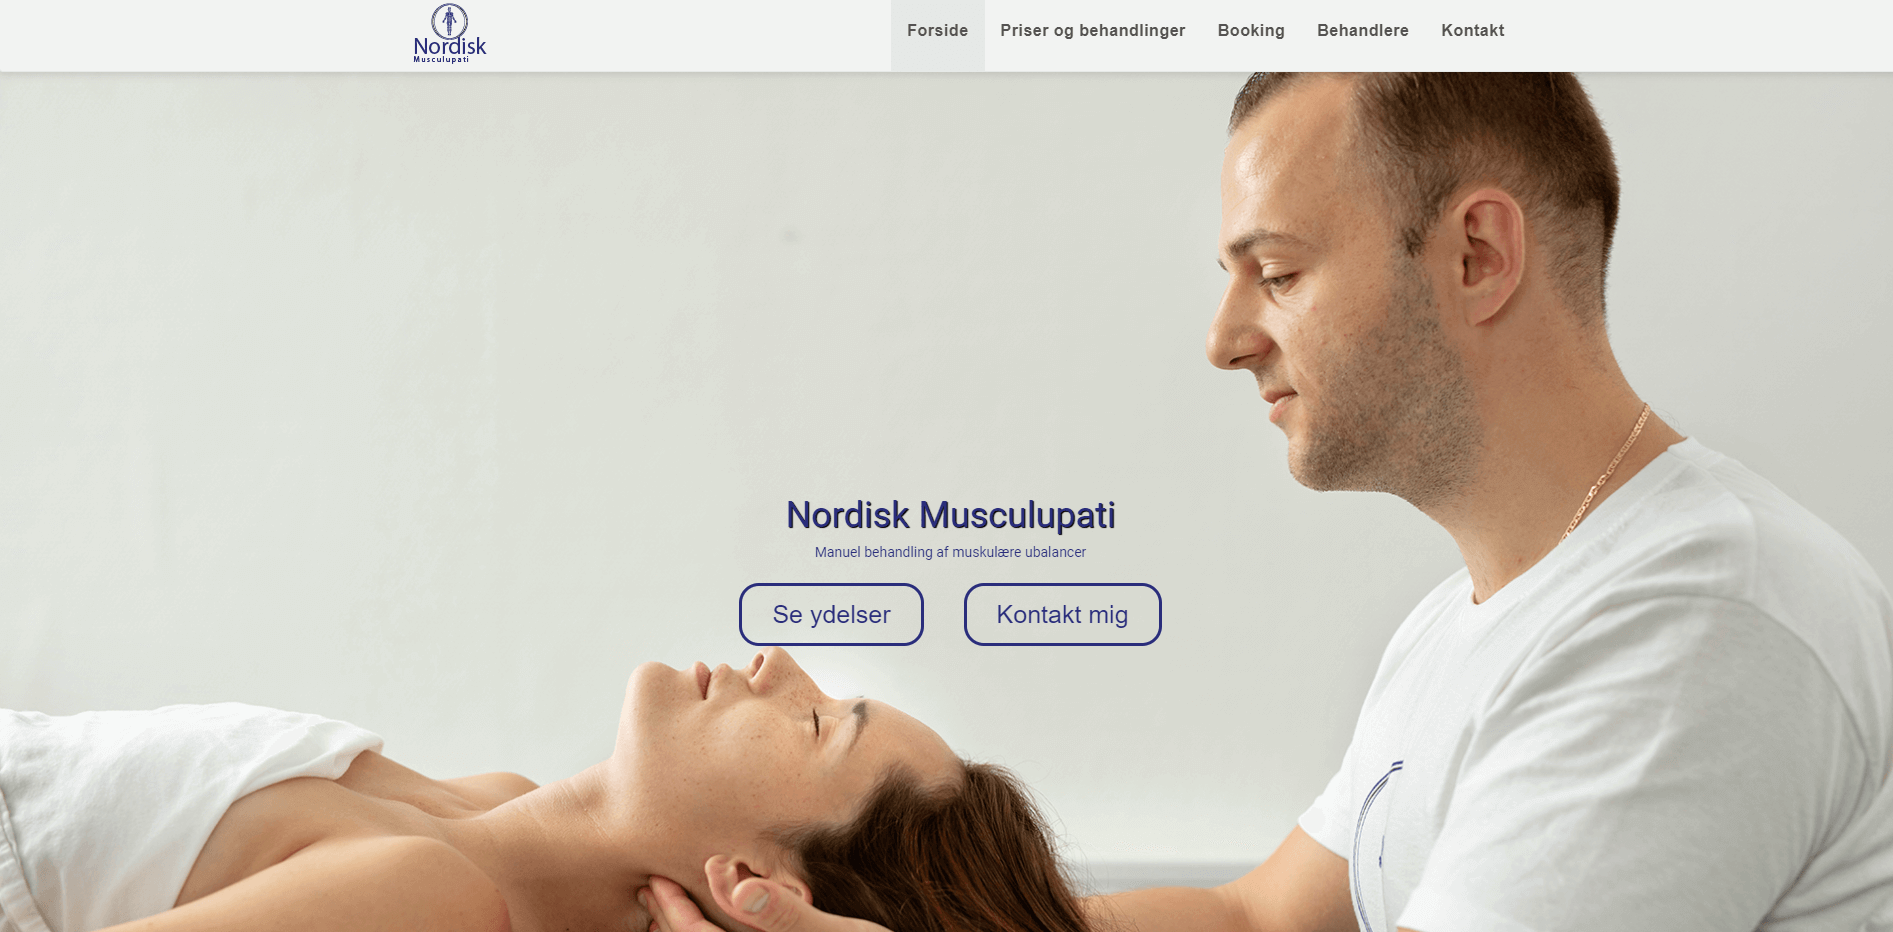 Nordisk
Musculupati
Forside
Priser og behandlinger
Booking
Behandlere
Kontakt
Nordisk Musculupati
Manuel behandling af muskulære ubalancer
Se ydelser
Kontakt mig